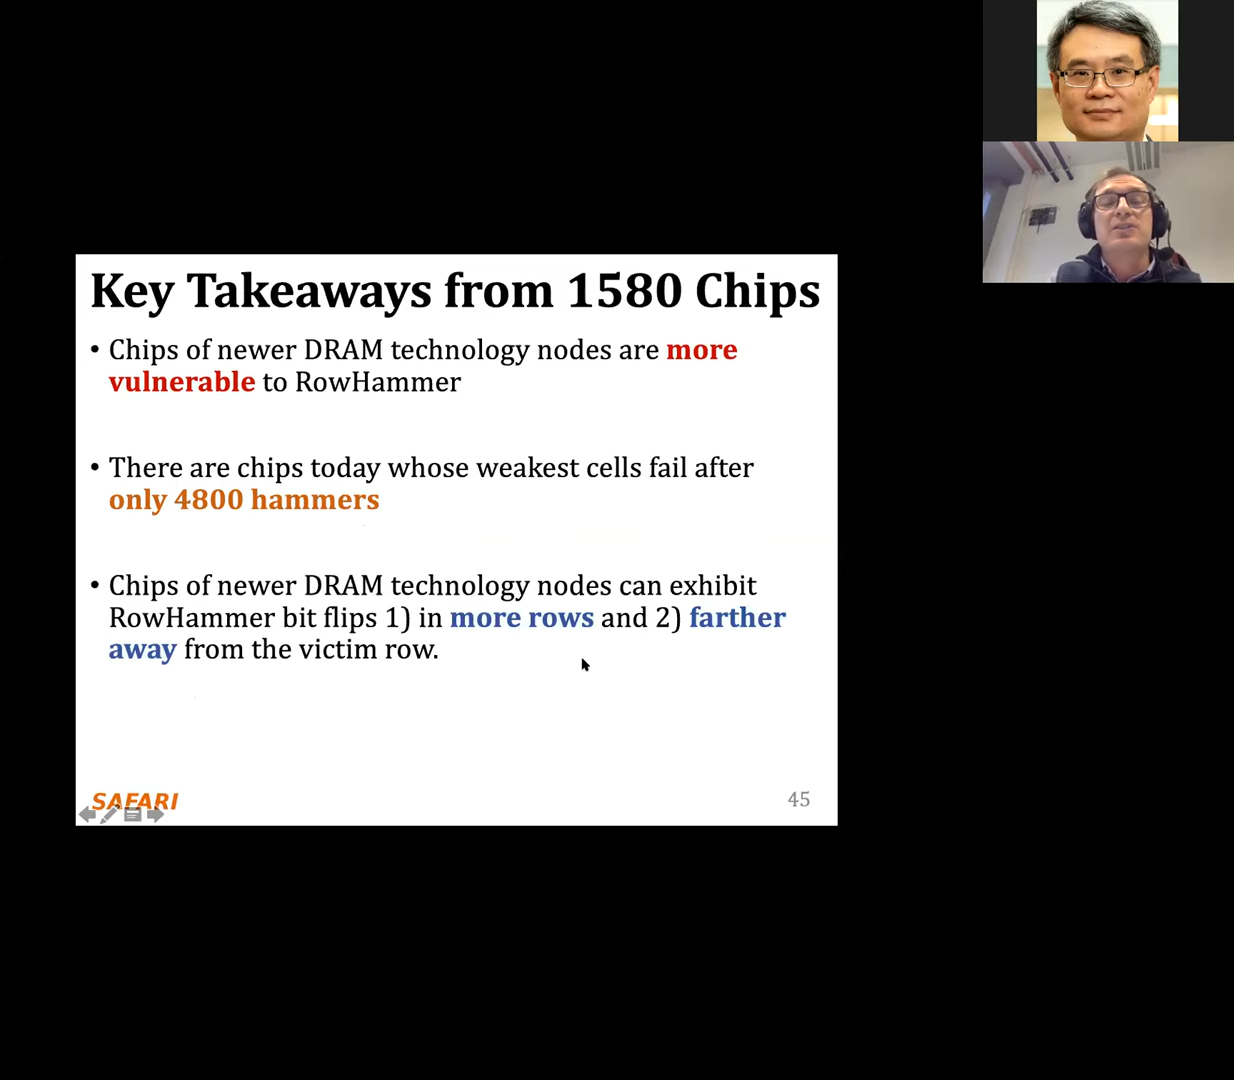 Key Takeaways from 1580 Chips
• Chips of newer DRAM technology nodes are more
vulnerable to RowHammer
• There are chips today whose weakest cells fail after
only 4800 hammers
• Chips of newer DRAM technology nodes can exhibit
RowHammer bit flips 1) in more rows and 2) farther
away from the victim row.
SAFARI
45